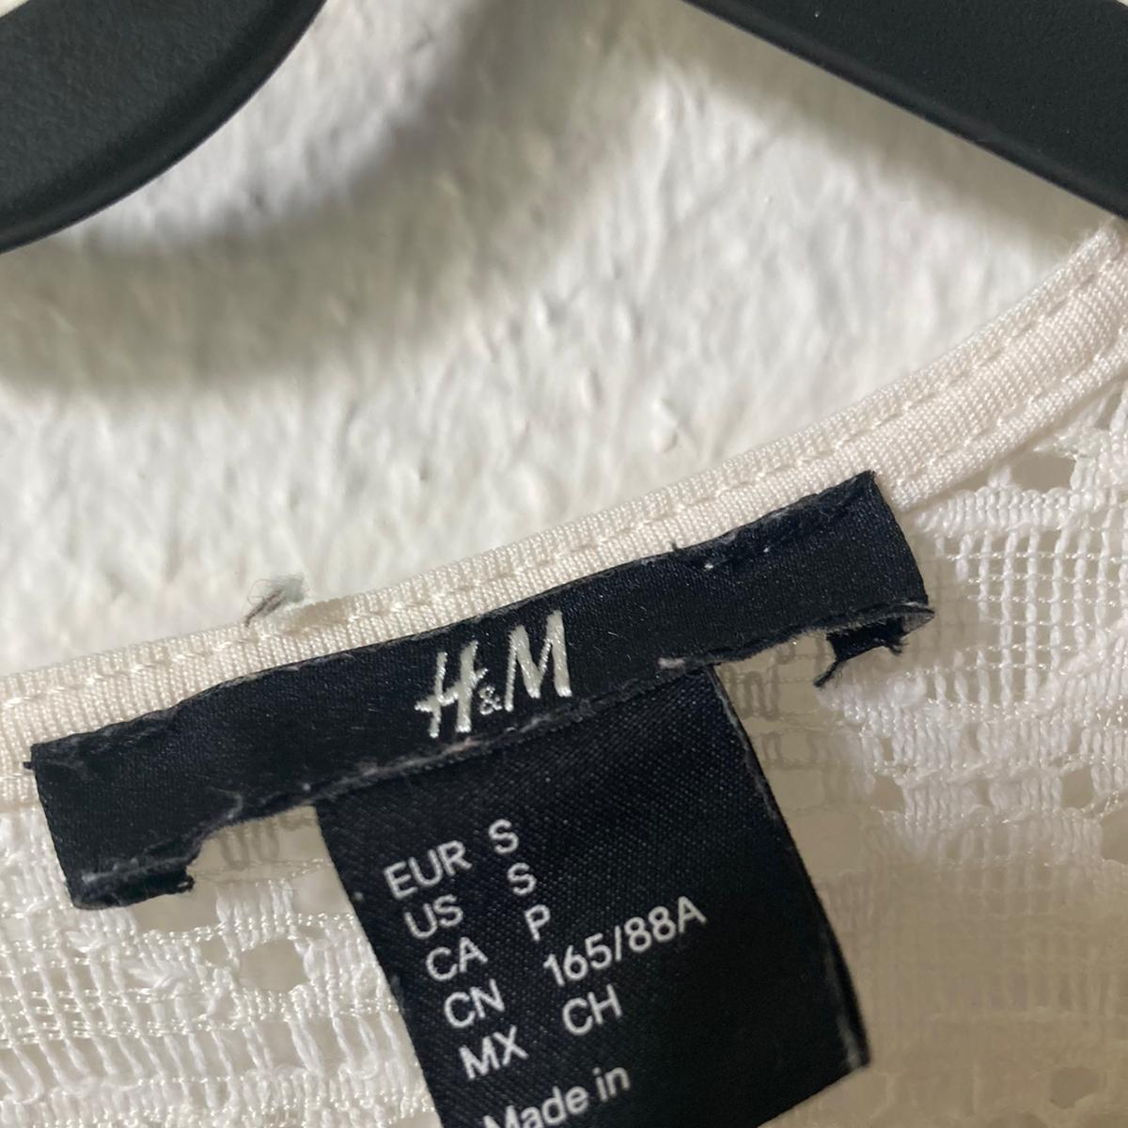 H&M
EUR S
US S
CA P
CN 165/88A
MX CH
Made in